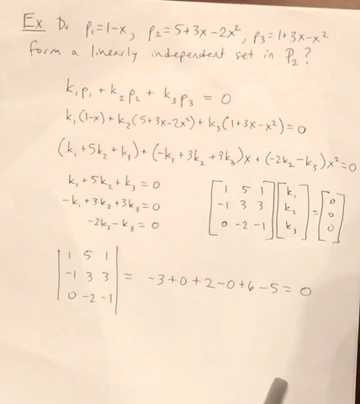 Ex Do p₁=1-x, p₂=5+3x-2x², p₃=1+3x-x²
form a linearly independent set in P₂?
k₁p₁ + k₂p₂ + k₃p₃ = 0
k₁(1-x)+k₂(5+3x-2x²)+k₃(1+3x-x²)=0
(k₁+5k₂+k₃)+(-k₁+3k₂+3k₃)x+(-2k₂-k₃)x²=0
k₁+5k₂+k₃=0
-k₁+3k₂+3k₃=0
-2k₂-k₃=0
[1 5 1
-1 3 3
0 -2 -1]
[k₁
k₂
k₃]
=
[0
0
0]
|1 5 1
-1 3 3
0 -2 -1|
= -3+0+2-0+6-5=0